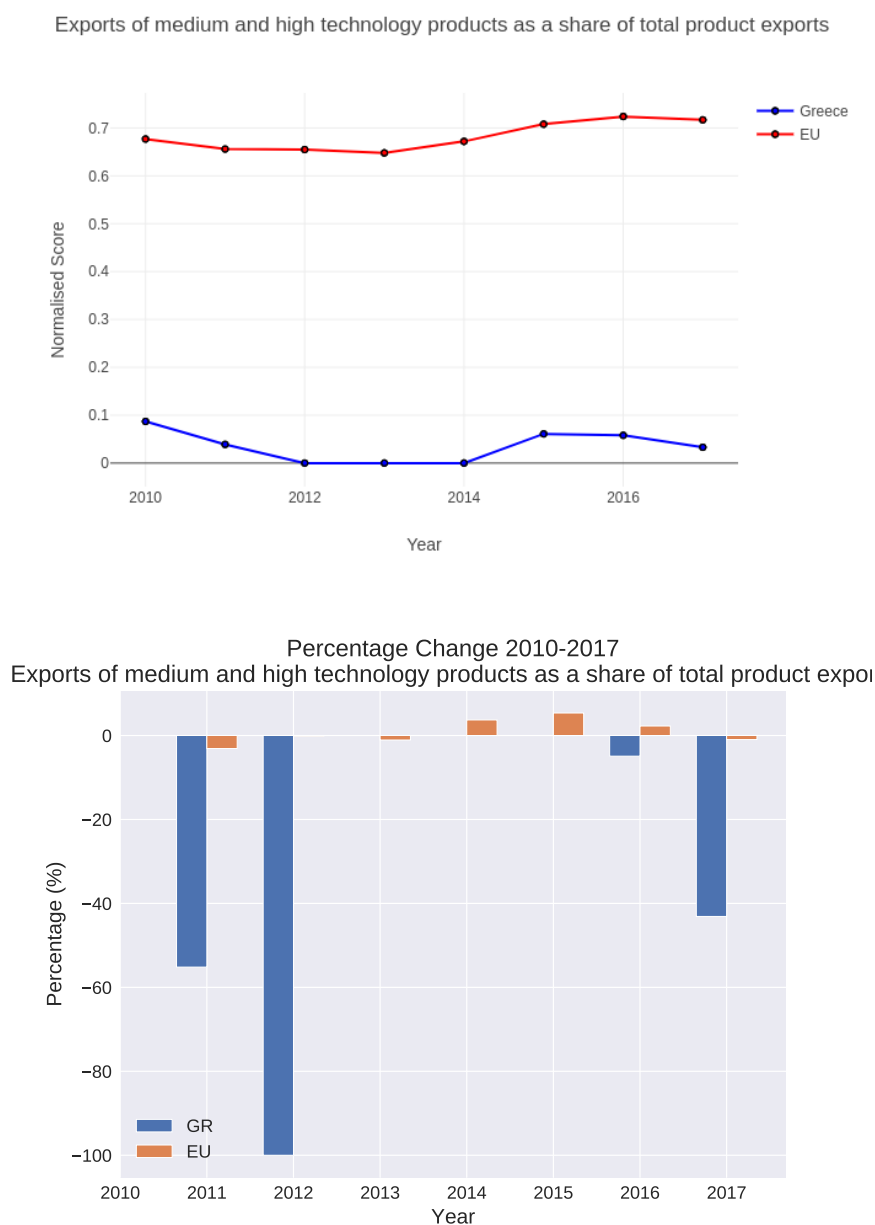 Exports of medium and high technology products as a share of total product exports
Greece
EU
Normalised Score
0.7
0.6
0.5
0.4
0.3
0.2
0.1
0
2010 2012 2014 2016
Year
Percentage Change 2010-2017
Exports of medium and high technology products as a share of total product expor
Percentage (%)
0
−20
−40
−60
−80
−100
GR
EU
2010 2011 2012 2013 2014 2015 2016 2017
Year